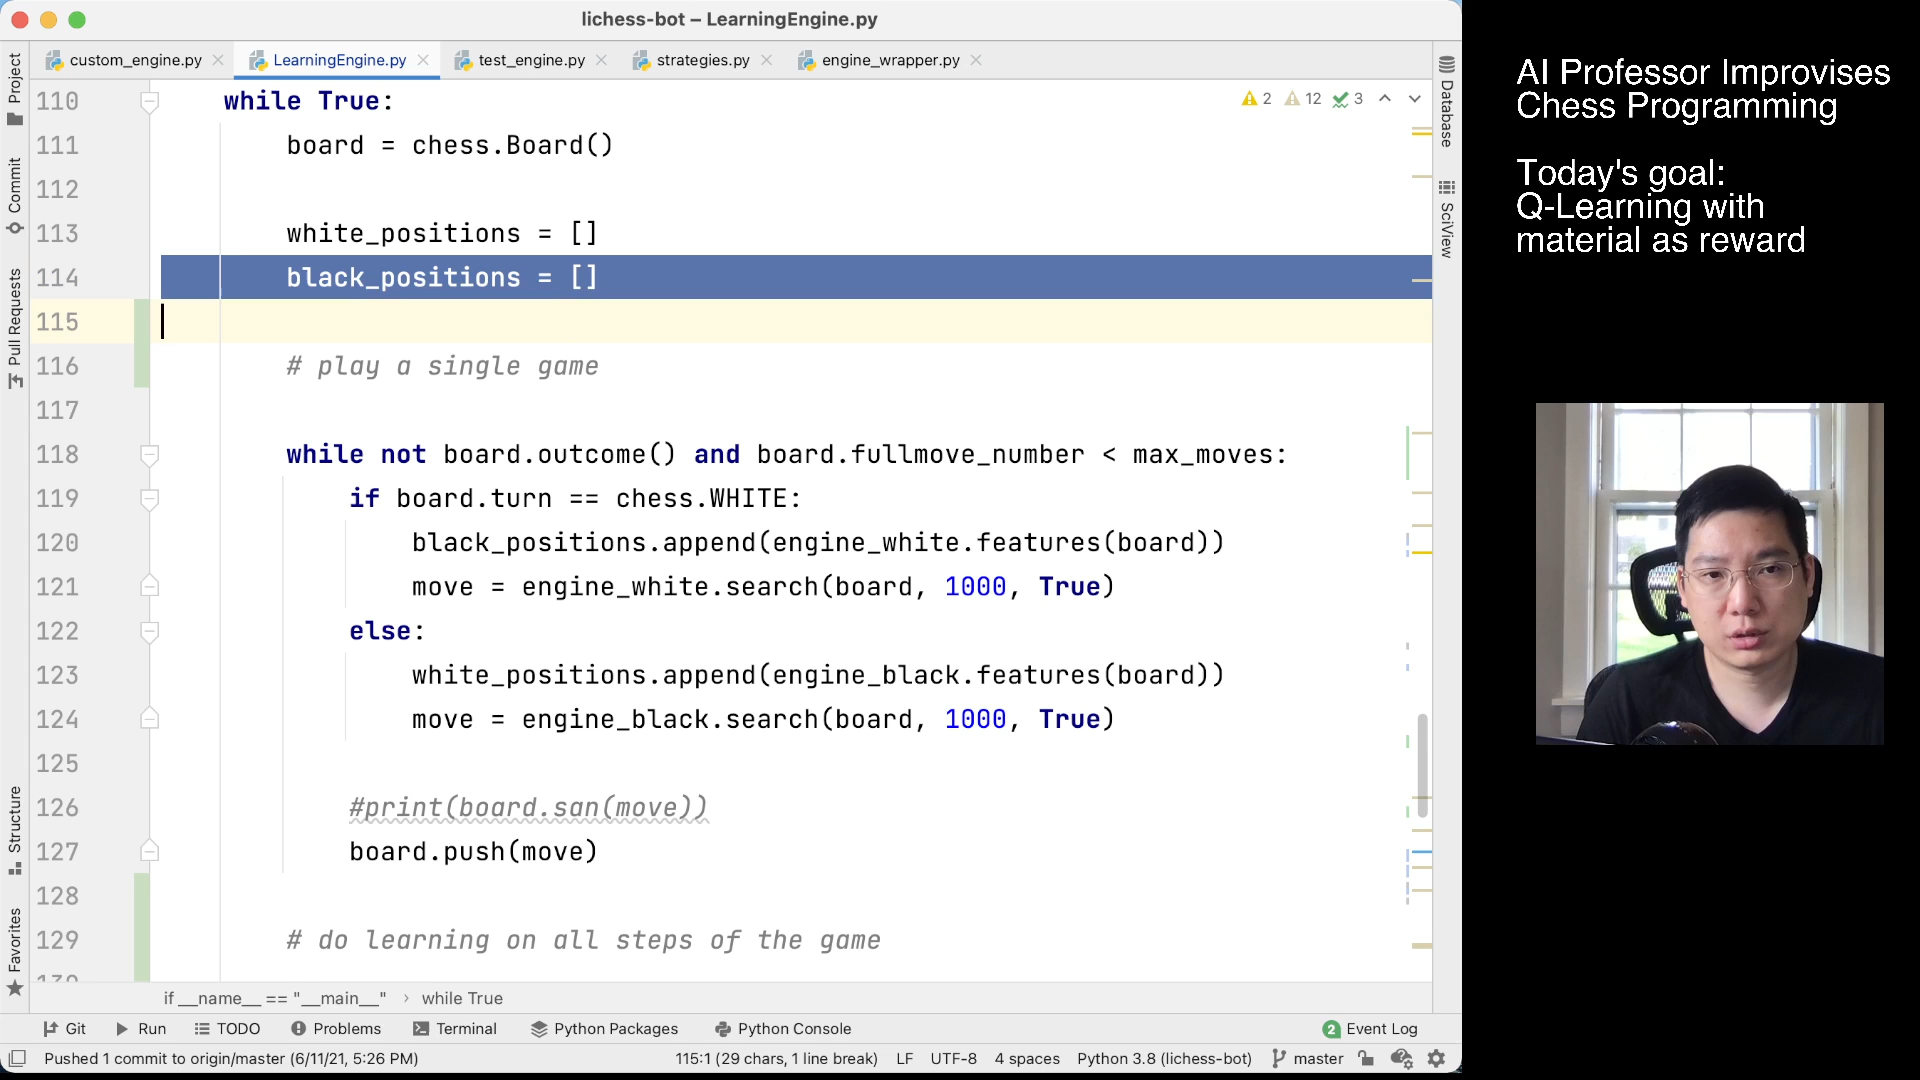 lichess-bot – LearningEngine.py
custom_engine.py
LearningEngine.py
test_engine.py
strategies.py
engine_wrapper.py
Project
Commit
Pull Requests
Structure
Favorites
Database
SciView
2 12 3
110 while True:
111 board = chess.Board()
112
113 white_positions = []
114 black_positions = []
115
116 # play a single game
117
118 while not board.outcome() and board.fullmove_number < max_moves:
119 if board.turn == chess.WHITE:
120 black_positions.append(engine_white.features(board))
121 move = engine_white.search(board, 1000, True)
122 else:
123 white_positions.append(engine_black.features(board))
124 move = engine_black.search(board, 1000, True)
125
126 #print(board.san(move))
127 board.push(move)
128
129 # do learning on all steps of the game
if __name__ == "__main__" › while True
Git
Run
TODO
Problems
Terminal
Python Packages
Python Console
2 Event Log
Pushed 1 commit to origin/master (6/11/21, 5:26 PM)
115:1 (29 chars, 1 line break)
LF
UTF-8
4 spaces
Python 3.8 (lichess-bot)
master
AI Professor Improvises
Chess Programming
Today's goal:
Q-Learning with
material as reward